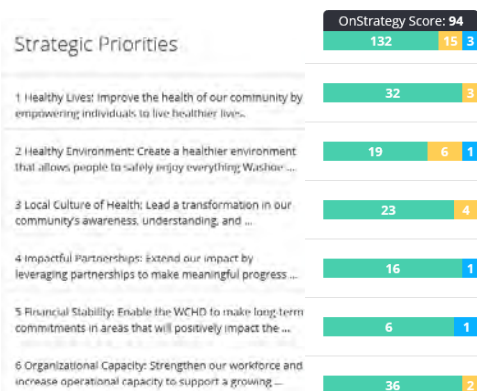 OnStrategy Score: 94
Strategic Priorities
132 15 3
1 Healthy Lives: Improve the health of our community by
empowering individuals to live healthier lives.
32 3
2 Healthy Environment: Create a healthier environment
that allows people to safely enjoy everything Washoe ...
19 6 1
3 Local Culture of Health: Lead a transformation in our
community's awareness, understanding, and ...
23 4
4 Impactful Partnerships: Extend our impact by
leveraging partnerships to make meaningful progress ...
16 1
5 Financial Stability: Enable the WCHD to make long-term
commitments in areas that will positively impact the ...
6 1
6 Organizational Capacity: Strengthen our workforce and
increase operational capacity to support a growing ...
36 2